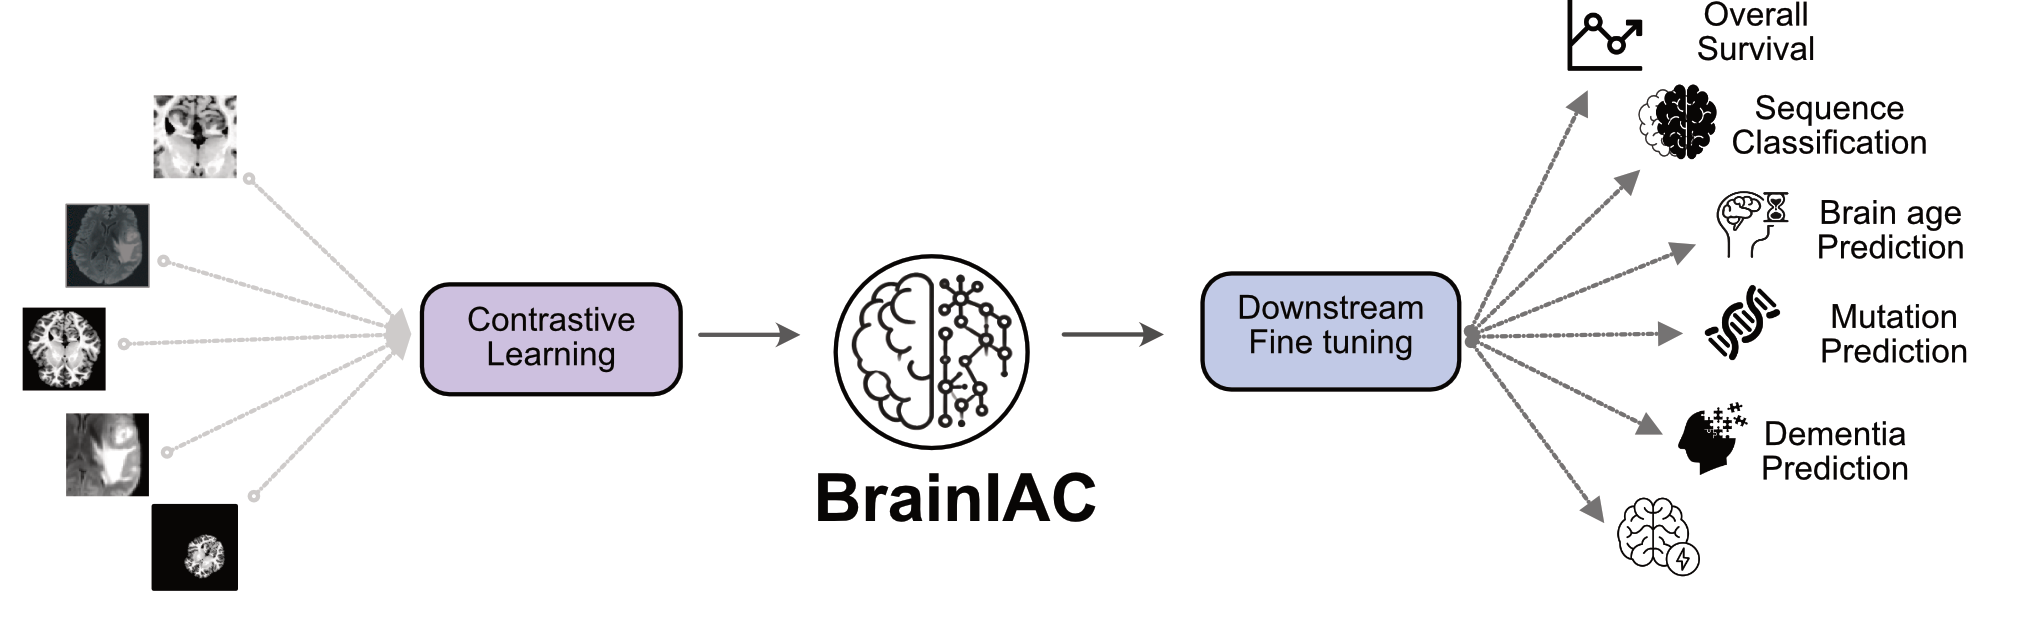 Contrastive
Learning
BrainIAC
Downstream
Fine tuning
Overall
Survival
Sequence
Classification
Brain age
Prediction
Mutation
Prediction
Dementia
Prediction